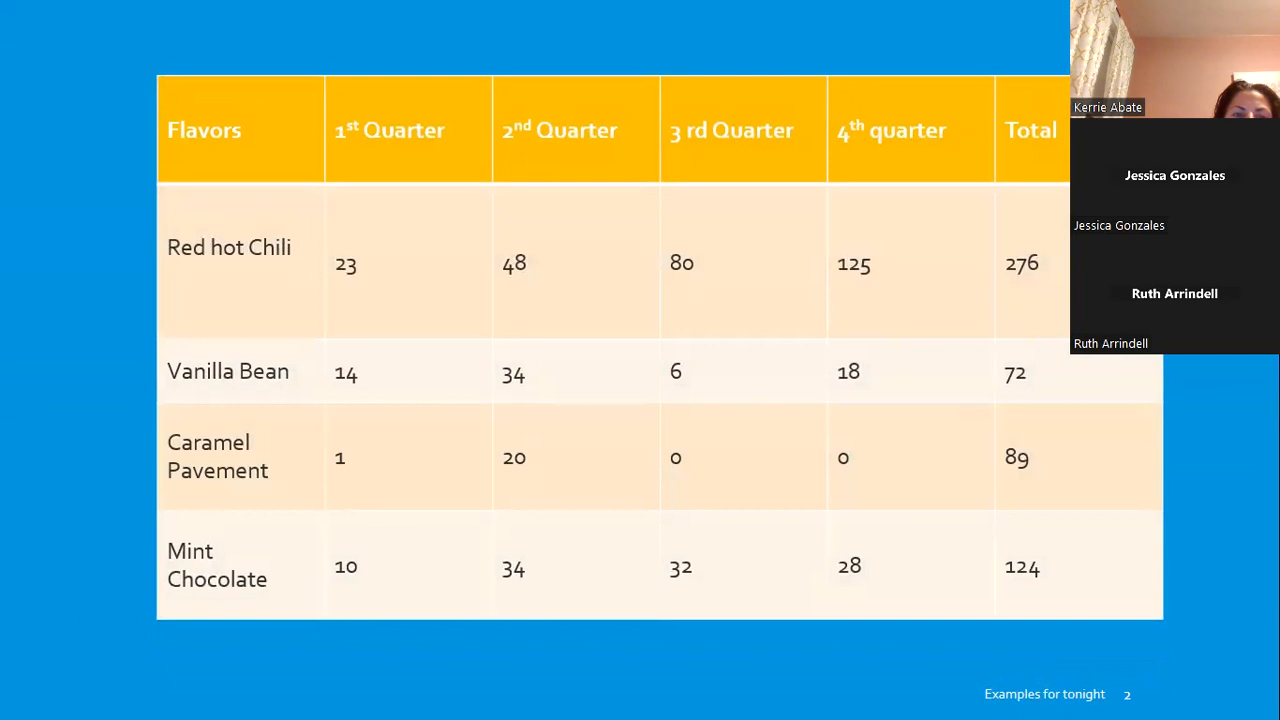 Flavors 1st Quarter 2nd Quarter 3 rd Quarter 4th quarter Total
Red hot Chili 23 48 80 125 276
Vanilla Bean 14 34 6 18 72
Caramel
Pavement 1 20 0 0 89
Mint
Chocolate 10 34 32 28 124
Kerrie Abate
Jessica Gonzales
Jessica Gonzales
Ruth Arrindell
Ruth Arrindell
Examples for tonight 2